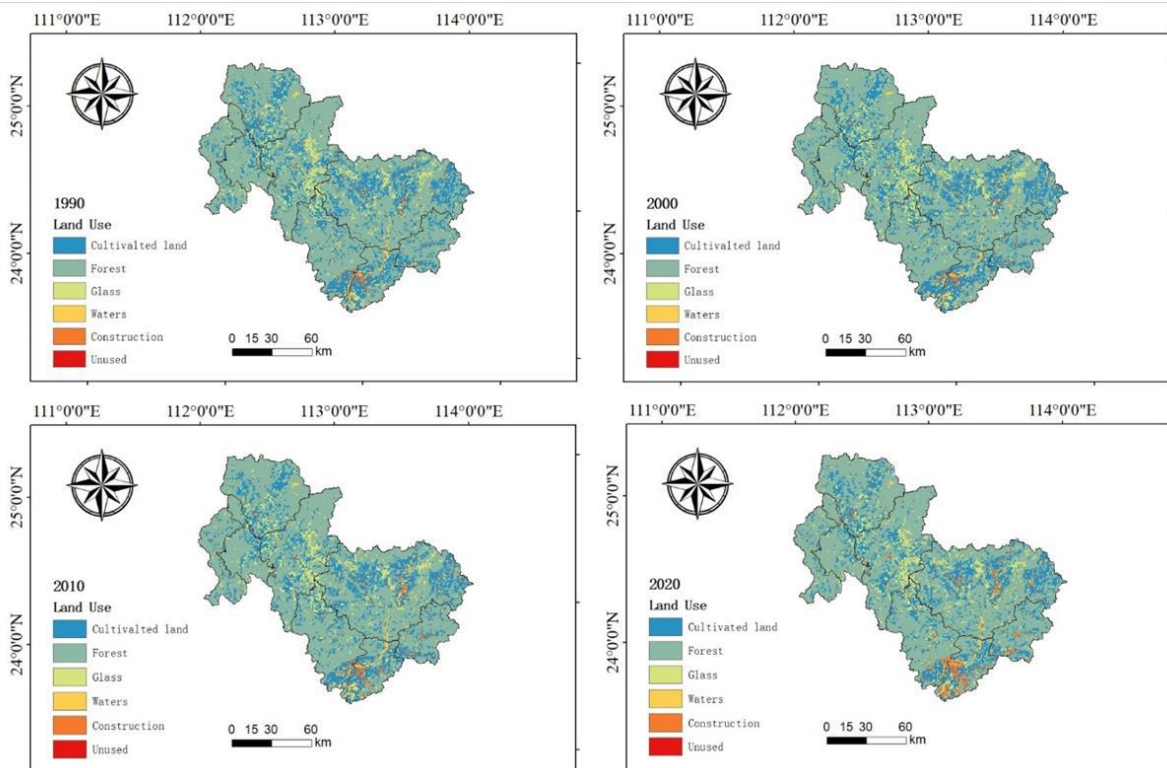 111°0'0"E 112°0'0"E 113°0'0"E 114°0'0"E
25°0'0"N
24°0'0"N
1990
Land Use
Cultivalted land
Forest
Glass
Waters
Construction
Unused
0 15 30 60
km
111°0'0"E 112°0'0"E 113°0'0"E 114°0'0"E
25°0'0"N
24°0'0"N
2000
Land Use
Cultivalted land
Forest
Glass
Waters
Construction
Unused
0 15 30 60
km
111°0'0"E 112°0'0"E 113°0'0"E 114°0'0"E
25°0'0"N
24°0'0"N
2010
Land Use
Cultivalted land
Forest
Glass
Waters
Construction
Unused
0 15 30 60
km
111°0'0"E 112°0'0"E 113°0'0"E 114°0'0"E
25°0'0"N
24°0'0"N
2020
Land Use
Cultivated land
Forest
Glass
Waters
Construction
Unused
0 15 30 60
km